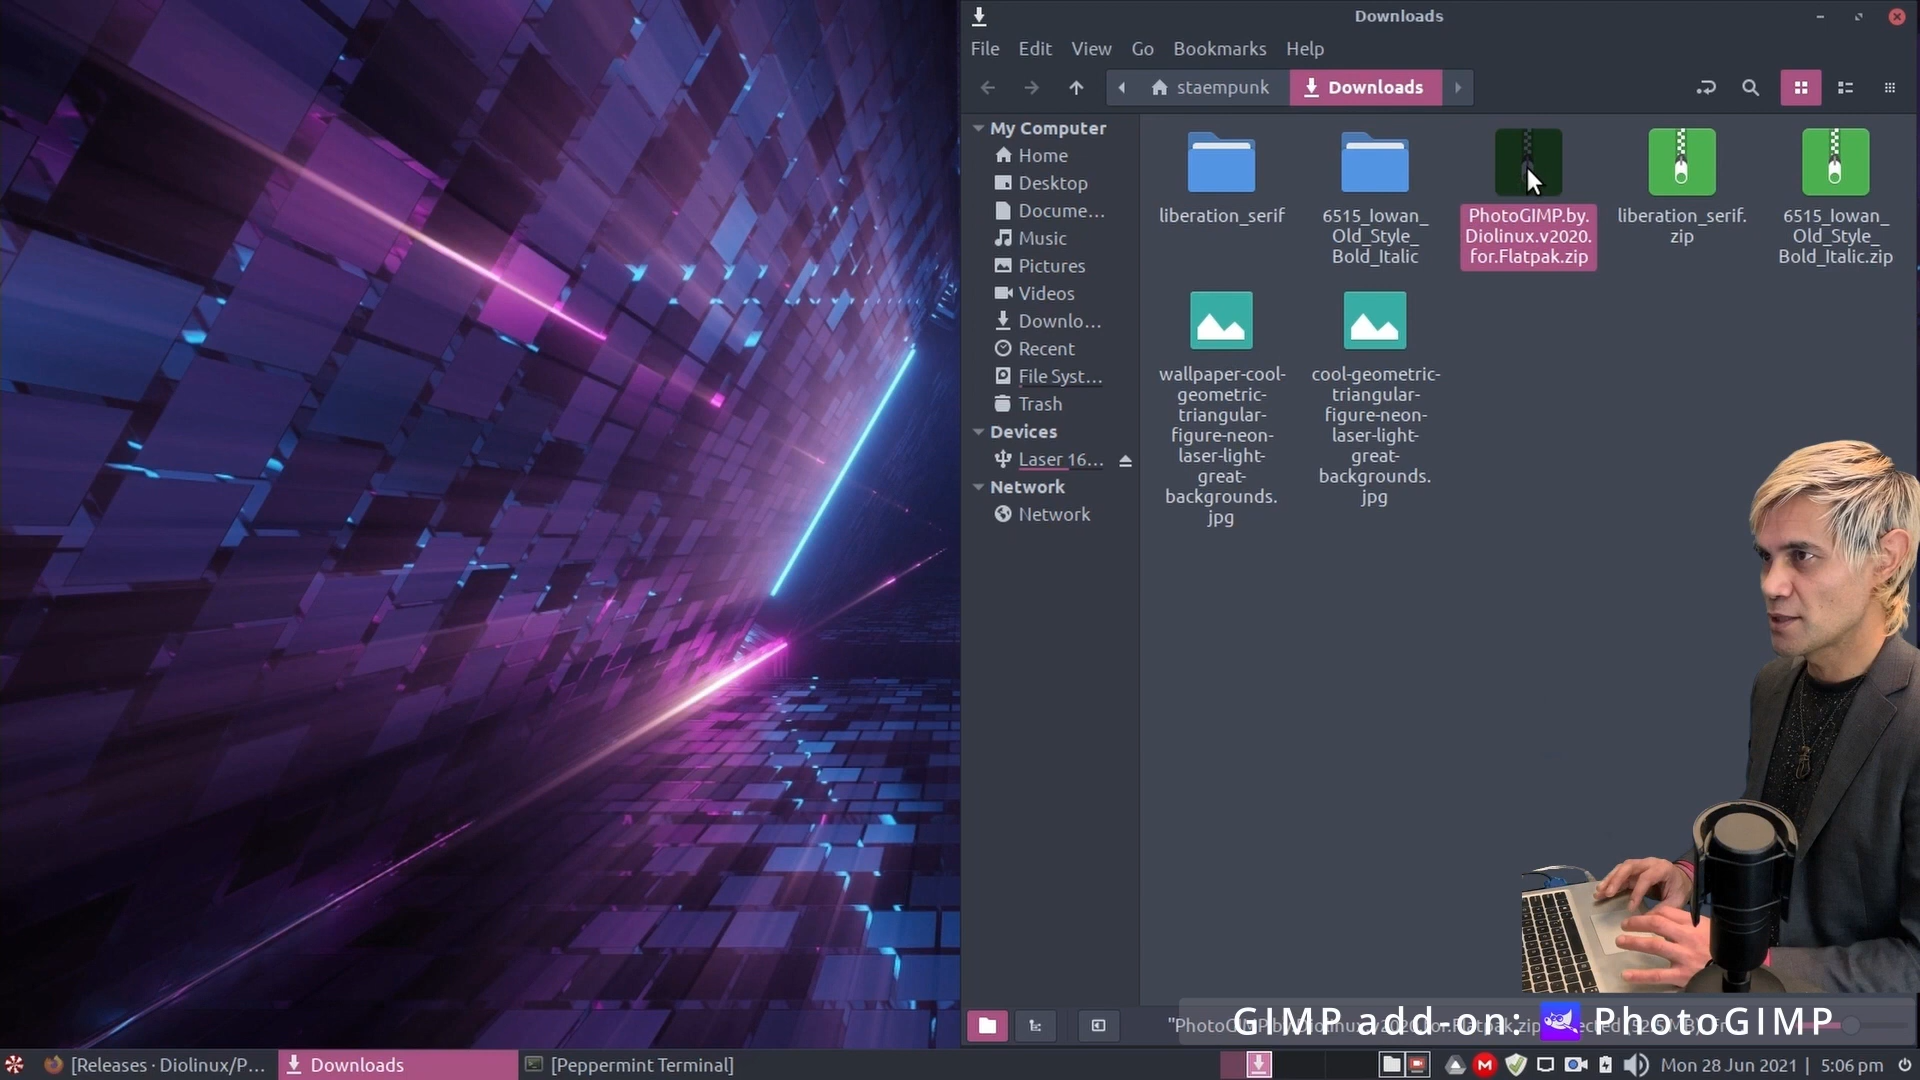 Downloads
File Edit View Go Bookmarks Help
staempunk Downloads
My Computer
Home
Desktop
Docume...
Music
Pictures
Videos
Downlo...
Recent
File Syst...
Trash
Devices
Laser 16...
Network
Network
liberation_serif
6515_Iowan_
Old_Style_
Bold_Italic
PhotoGIMP.by.
Diolinux.v2020.
for.Flatpak.zip
liberation_serif.
zip
6515_Iowan_
Old_Style_
Bold_Italic.zip
wallpaper-cool-
geometric-
triangular-
figure-neon-
laser-light-
great-
backgrounds.
jpg
cool-geometric-
triangular-
figure-neon-
laser-light-
great-
backgrounds.
jpg
GIMP add-on: PhotoGIMP
[Releases · Diolinux/P... Downloads [Peppermint Terminal] Mon 28 Jun 2021 | 5:06 pm